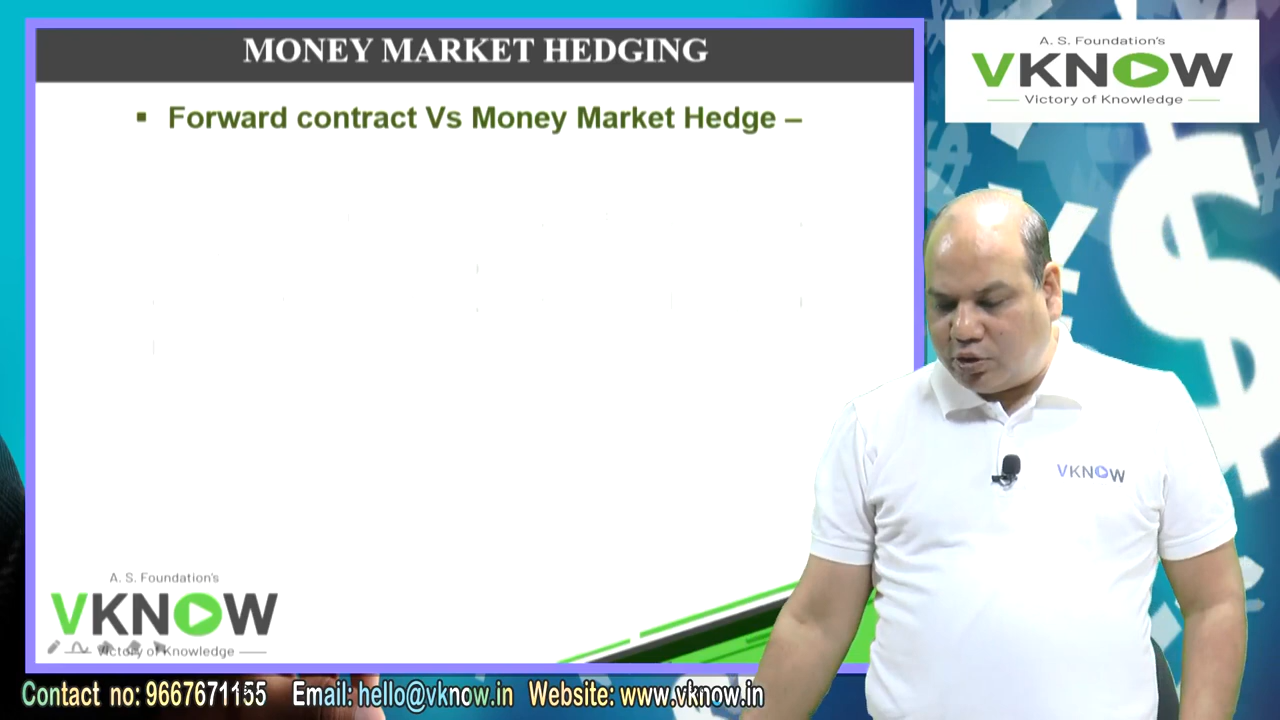 MONEY MARKET HEDGING
▪ Forward contract Vs Money Market Hedge –
A. S. Foundation's
VKNOW
Victory of Knowledge
VKNOW
A. S. Foundation's
VKNOW
Victory of Knowledge
Contact no: 9667671155 Email: hello@vknow.in Website: www.vknow.in